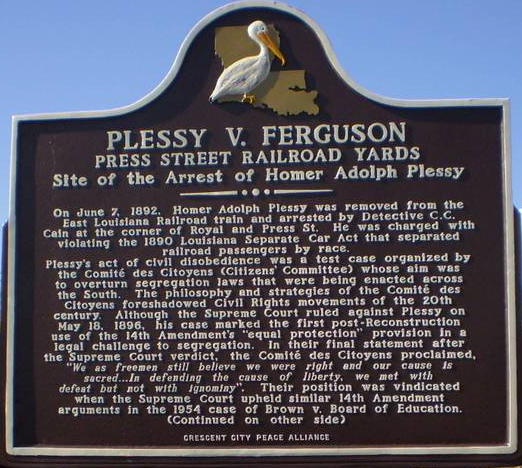 PLESSY V. FERGUSON
PRESS STREET RAILROAD YARDS
Site of the Arrest of Homer Adolph Plessy
On June 7, 1892, Homer Adolph Plessy was removed from the
East Louisiana Railroad train and arrested by Detective C.C.
Cain at the corner of Royal and Press St. He was charged with
violating the 1890 Louisiana Separate Car Act that separated
railroad passengers by race.
Plessy's act of civil disobedience was a test case organized by
the Comité des Citoyens (Citizens' Committee) whose aim was
to overturn segregation laws that were being enacted across
the South. The philosophy and strategies of the Comité des
Citoyens foreshadowed Civil Rights movements of the 20th
century. Although the Supreme Court ruled against Plessy on
May 18, 1896, his case marked the first post-Reconstruction
use of the 14th Amendment's "equal protection" provision in a
legal challenge to segregation. In their final statement after
the Supreme Court verdict, the Comité des Citoyens proclaimed,
"We as freemen still believe we were right and our cause is
sacred...In defending the cause of liberty, we met with
defeat but not with ignominy". Their position was vindicated
when the Supreme Court upheld similar 14th Amendment
arguments in the 1954 case of Brown v. Board of Education.
(Continued on other side)
CRESCENT CITY PEACE ALLIANCE